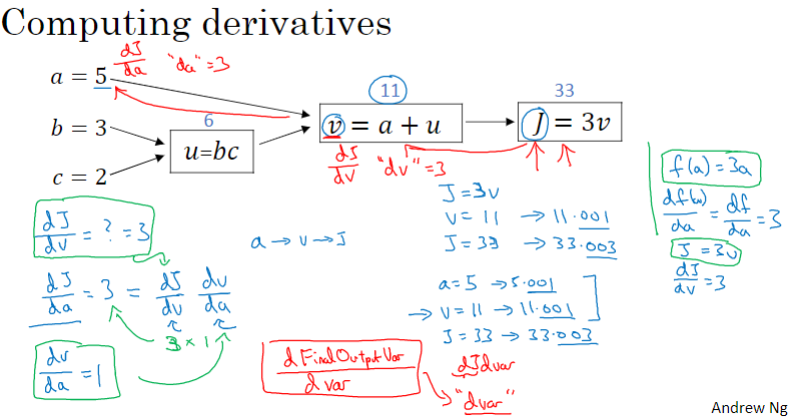 Computing derivatives
dJ/da "da" = 3
a = 5
11
33
b = 3
6
u=bc
v = a + u
J = 3v
c = 2
dJ/dv "dv" = 3
f(a) = 3a
df(a)/da = df/da = 3
J = 3v
dJ/dv = 3
J = 3v
v = 11 → 11.001
J = 33 → 33.003
dJ/dv = ? = 3
a → v → J
dJ/da = 3 = dJ/dv dv/da
3 × 1
a = 5 → 5.001
→ v = 11 → 11.001
J = 33 → 33.003
dv/da = 1
d FinalOutputVar / d var
dJdvar
"dvar"
Andrew Ng